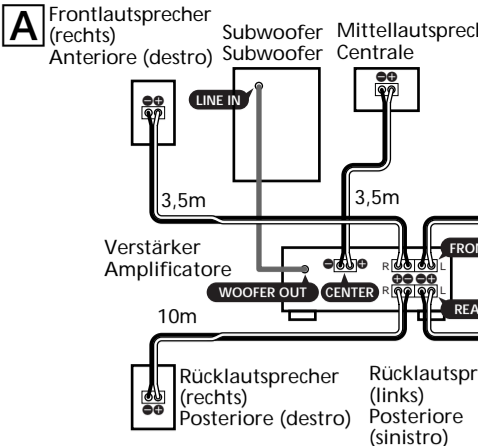 A
Frontlautsprecher
(rechts)
Anteriore (destro)
Subwoofer
Subwoofer
Mittellautsprech
Centrale
LINE IN
3,5m
3,5m
Verstärker
Amplificatore
R
L
FRON
WOOFER OUT
CENTER
R
L
REA
10m
Rücklautsprecher
(rechts)
Posteriore (destro)
Rücklautspr
(links)
Posteriore
(sinistro)